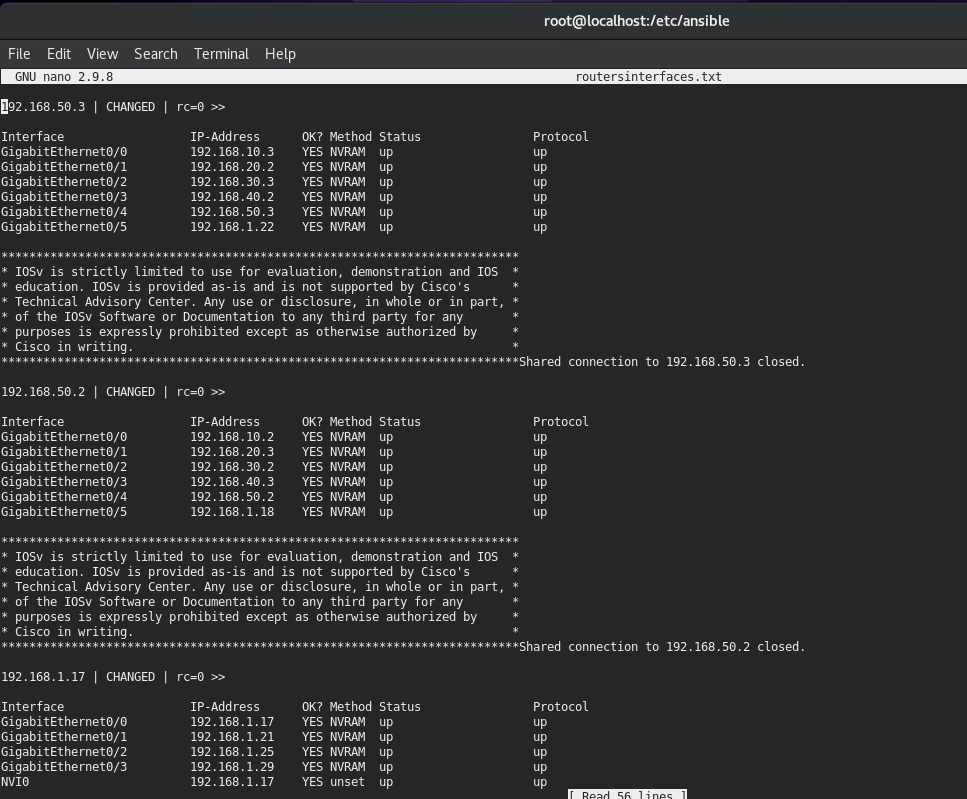 root@localhost:/etc/ansible
File Edit View Search Terminal Help
GNU nano 2.9.8 routersinterfaces.txt
192.168.50.3 | CHANGED | rc=0 >>
Interface IP-Address OK? Method Status Protocol
GigabitEthernet0/0 192.168.10.3 YES NVRAM up up
GigabitEthernet0/1 192.168.20.2 YES NVRAM up up
GigabitEthernet0/2 192.168.30.3 YES NVRAM up up
GigabitEthernet0/3 192.168.40.2 YES NVRAM up up
GigabitEthernet0/4 192.168.50.3 YES NVRAM up up
GigabitEthernet0/5 192.168.1.22 YES NVRAM up up
**************************************************************************
* IOSv is strictly limited to use for evaluation, demonstration and IOS *
* education. IOSv is provided as-is and is not supported by Cisco's *
* Technical Advisory Center. Any use or disclosure, in whole or in part, *
* of the IOSv Software or Documentation to any third party for any *
* purposes is expressly prohibited except as otherwise authorized by *
* Cisco in writing. *
**************************************************************************Shared connection to 192.168.50.3 closed.
192.168.50.2 | CHANGED | rc=0 >>
Interface IP-Address OK? Method Status Protocol
GigabitEthernet0/0 192.168.10.2 YES NVRAM up up
GigabitEthernet0/1 192.168.20.3 YES NVRAM up up
GigabitEthernet0/2 192.168.30.2 YES NVRAM up up
GigabitEthernet0/3 192.168.40.3 YES NVRAM up up
GigabitEthernet0/4 192.168.50.2 YES NVRAM up up
GigabitEthernet0/5 192.168.1.18 YES NVRAM up up
**************************************************************************
* IOSv is strictly limited to use for evaluation, demonstration and IOS *
* education. IOSv is provided as-is and is not supported by Cisco's *
* Technical Advisory Center. Any use or disclosure, in whole or in part, *
* of the IOSv Software or Documentation to any third party for any *
* purposes is expressly prohibited except as otherwise authorized by *
* Cisco in writing. *
**************************************************************************Shared connection to 192.168.50.2 closed.
192.168.1.17 | CHANGED | rc=0 >>
Interface IP-Address OK? Method Status Protocol
GigabitEthernet0/0 192.168.1.17 YES NVRAM up up
GigabitEthernet0/1 192.168.1.21 YES NVRAM up up
GigabitEthernet0/2 192.168.1.25 YES NVRAM up up
GigabitEthernet0/3 192.168.1.29 YES NVRAM up up
NVI0 192.168.1.17 YES unset up up
[ Read 56 lines ]